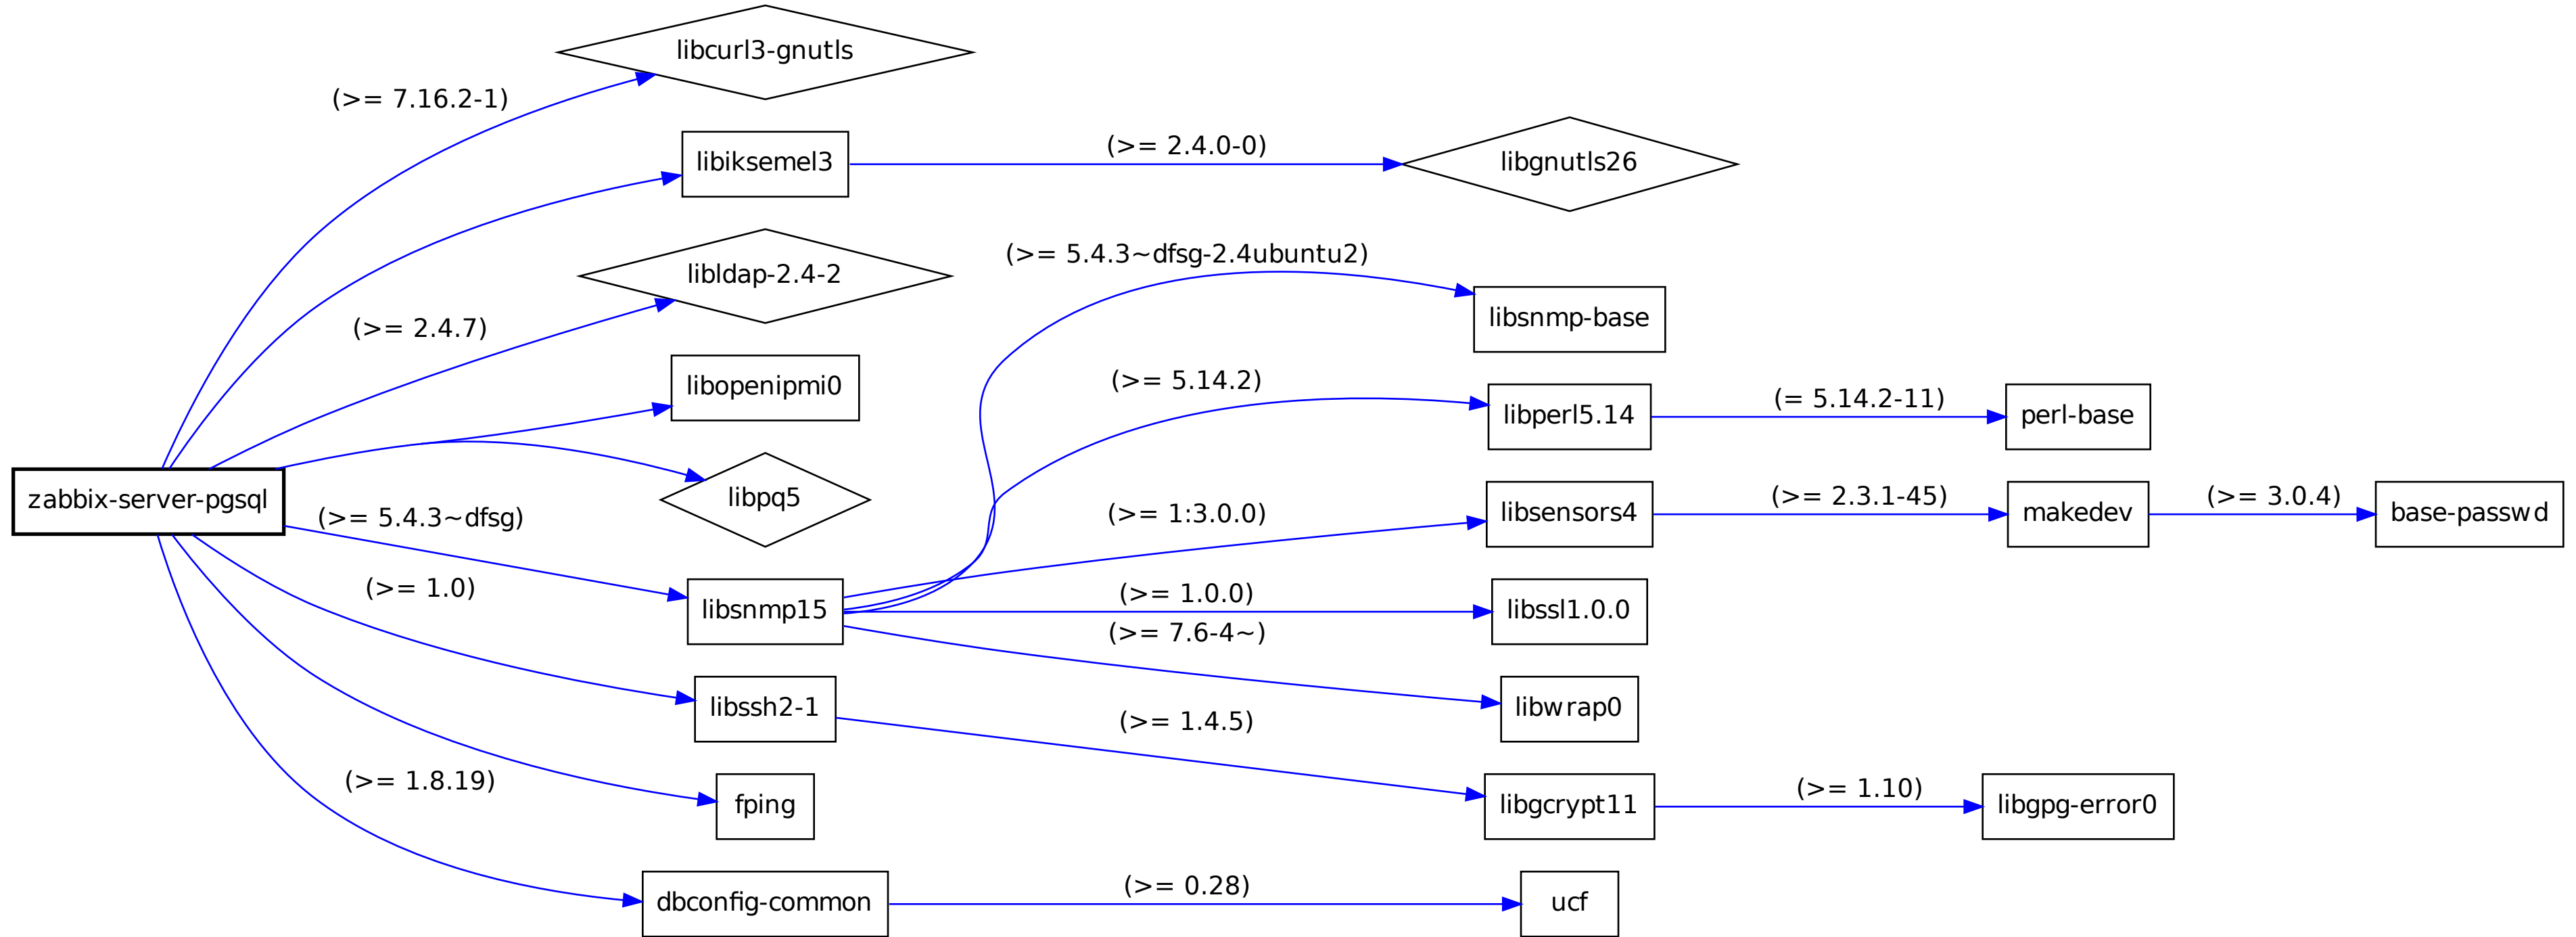 libcurl3-gnutls
(>= 7.16.2-1)
libiksemel3
(>= 2.4.0-0)
libgnutls26
(>= 5.4.3~dfsg-2.4ubuntu2)
libldap-2.4-2
(>= 2.4.7)
libsnmp-base
libopenipmi0
(>= 5.14.2)
libperl5.14
(= 5.14.2-11)
perl-base
zabbix-server-pgsql
(>= 5.4.3~dfsg)
libpq5
(>= 1:3.0.0)
libsensors4
(>= 2.3.1-45)
makedev
(>= 3.0.4)
base-passwd
(>= 1.0)
libsnmp15
(>= 1.0.0)
libssl1.0.0
(>= 7.6-4~)
libssh2-1
(>= 1.4.5)
libwrap0
(>= 1.8.19)
fping
libgcrypt11
(>= 1.10)
libgpg-error0
dbconfig-common
(>= 0.28)
ucf